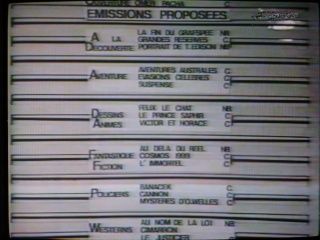 OMER PACHA
EMISSIONS PROPOSEES
A LA DECOUVERTE
LA FIN DU GRAFSPEE NB.
GRANDES RESERVES C.
PORTRAIT DE T.EDISON NB.
AVENTURE
AVENTURES AUSTRALES C.
EVASIONS CELEBRES C.
SUSPENSE C.
DESSINS ANIMES
FELIX LE CHAT NB.
LE PRINCE SAPHIR C.
VICTOR ET HORACE C.
FANTASTIQUE FICTION
AU DELA DU REEL NB.
COSMOS 1999 C.
L'IMMORTEL C.
POLICIERS
BANACEK C.
CANNON C.
MYSTERES D'O.WELLES C.
WESTERNS
AU NOM DE LA LOI NB.
CIMARRON C.
LE JUSTICIER